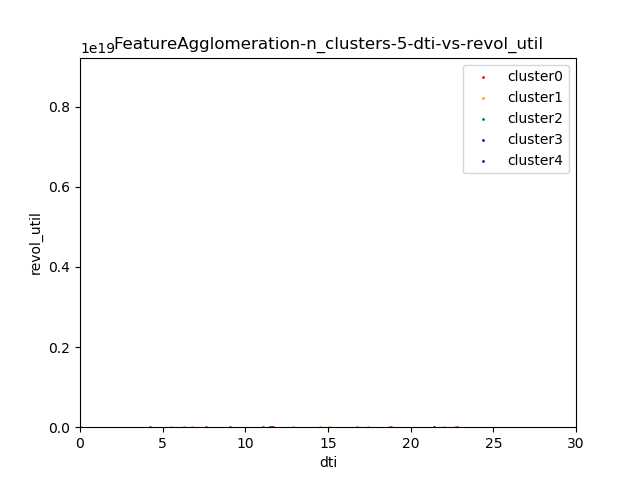 FeatureAgglomeration-n_clusters-5-dti-vs-revol_util
1e19
cluster0
cluster1
cluster2
cluster3
cluster4
0.8
0.6
0.4
0.2
0.0
revol_util
0 5 10 15 20 25 30
dti